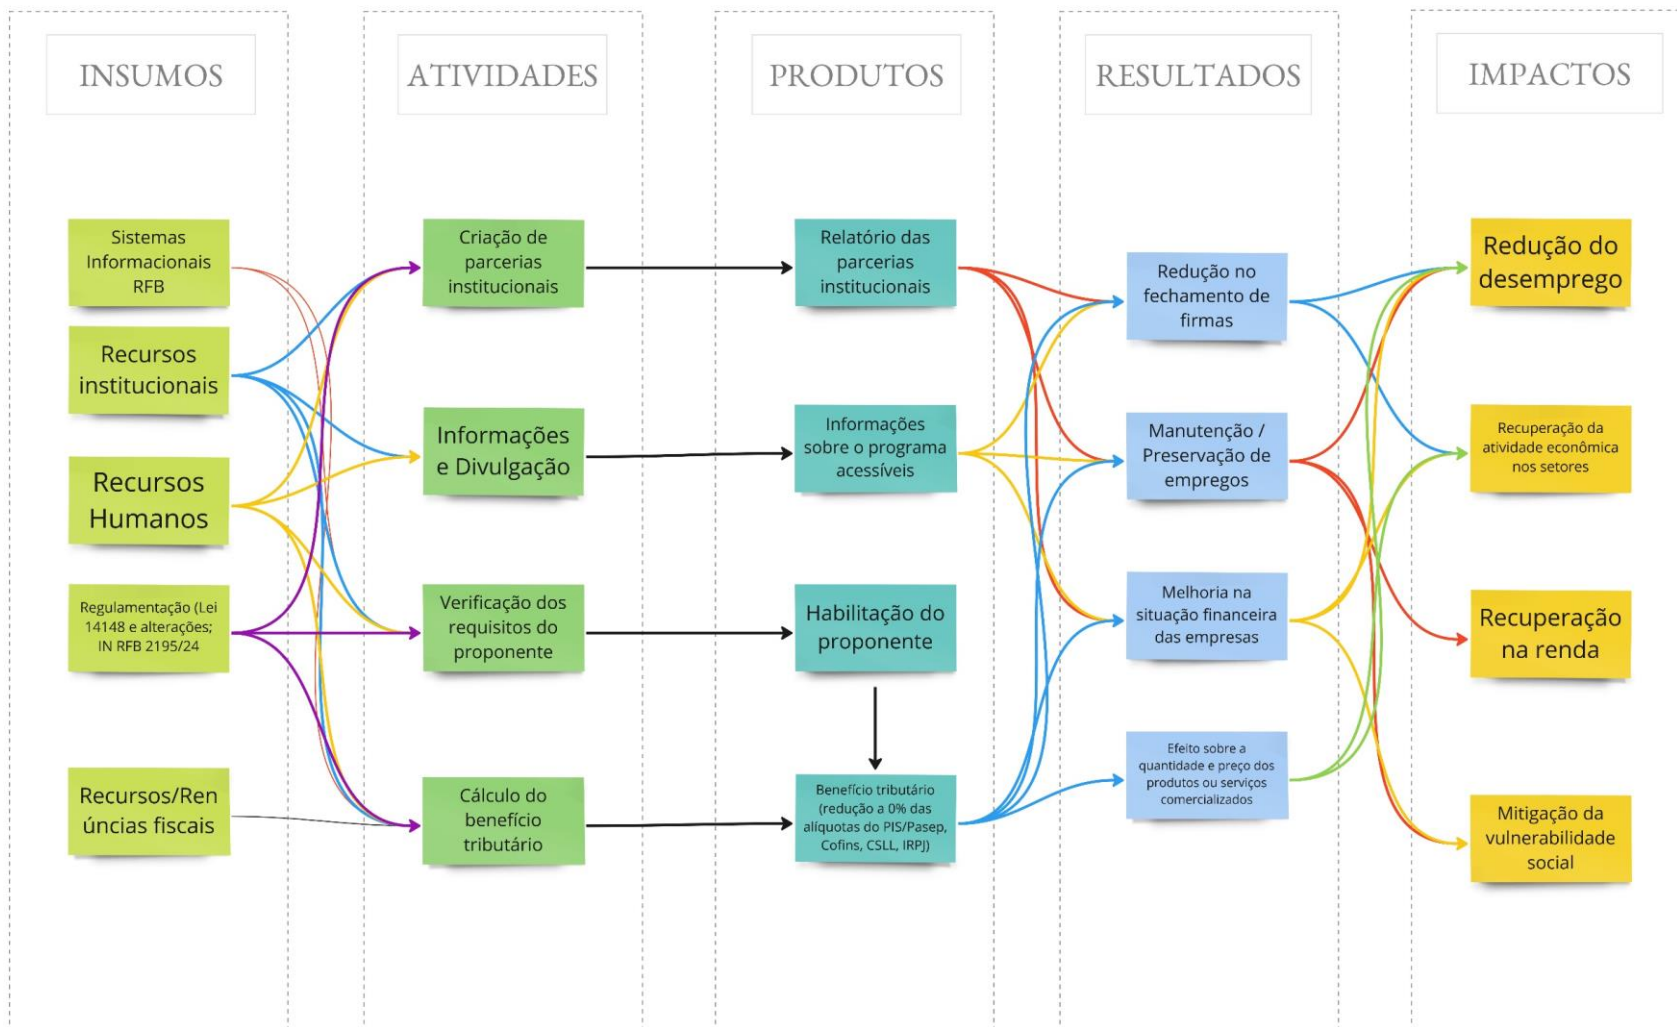 INSUMOS
ATIVIDADES
PRODUTOS
RESULTADOS
IMPACTOS
Sistemas
Informacionais
RFB
Recursos
institucionais
Recursos
Humanos
Regulamentação (Lei
14148 e alterações;
IN RFB 2195/24
Recursos/Ren
úncias fiscais
Criação de
parcerias
institucionais
Informações
e Divulgação
Verificação dos
requisitos do
proponente
Cálculo do
benefício
tributário
Relatório das
parcerias
institucionais
Informações
sobre o programa
acessíveis
Habilitação do
proponente
Benefício tributário
(redução a 0% das
alíquotas do PIS/Pasep,
Cofins, CSLL, IRPJ)
Redução no
fechamento de
firmas
Manutenção /
Preservação de
empregos
Melhoria na
situação financeira
das empresas
Efeito sobre a
quantidade e preço dos
produtos ou serviços
comercializados
Redução do
desemprego
Recuperação da
atividade econômica
nos setores
Recuperação
na renda
Mitigação da
vulnerabilidade
social